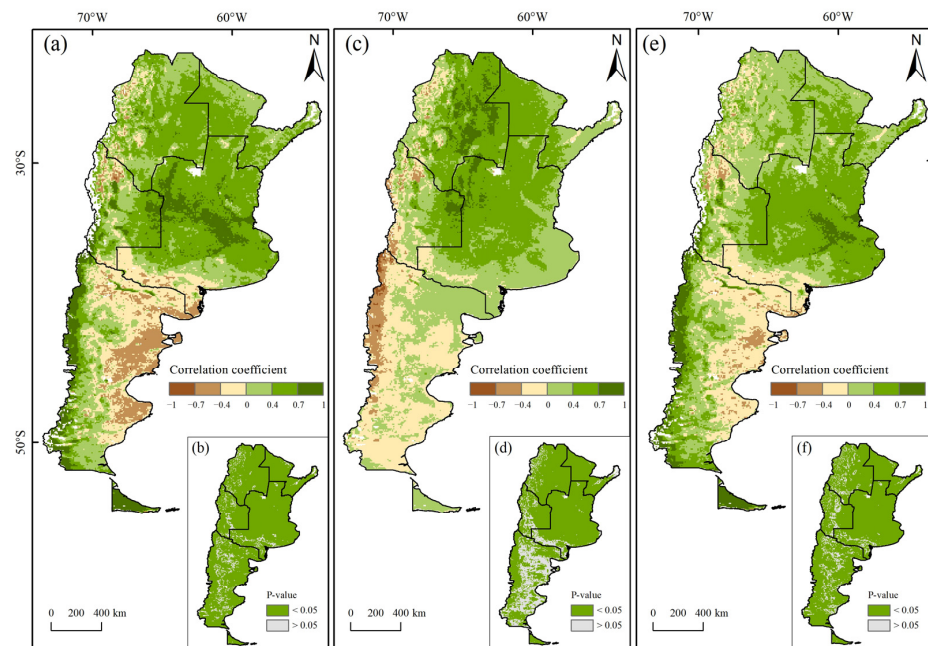 70°W 60°W 70°W 60°W 70°W 60°W
(a) N (c) N (e) N
30°S
Correlation coefficient
-1 -0.7 -0.4 0 0.4 0.7 1
Correlation coefficient
-1 -0.7 -0.4 0 0.4 0.7 1
Correlation coefficient
-1 -0.7 -0.4 0 0.4 0.7 1
50°S
(b) (d) (f)
P-value
< 0.05
> 0.05
P-value
< 0.05
> 0.05
P-value
< 0.05
> 0.05
0 200 400 km
0 200 400 km
0 200 400 km